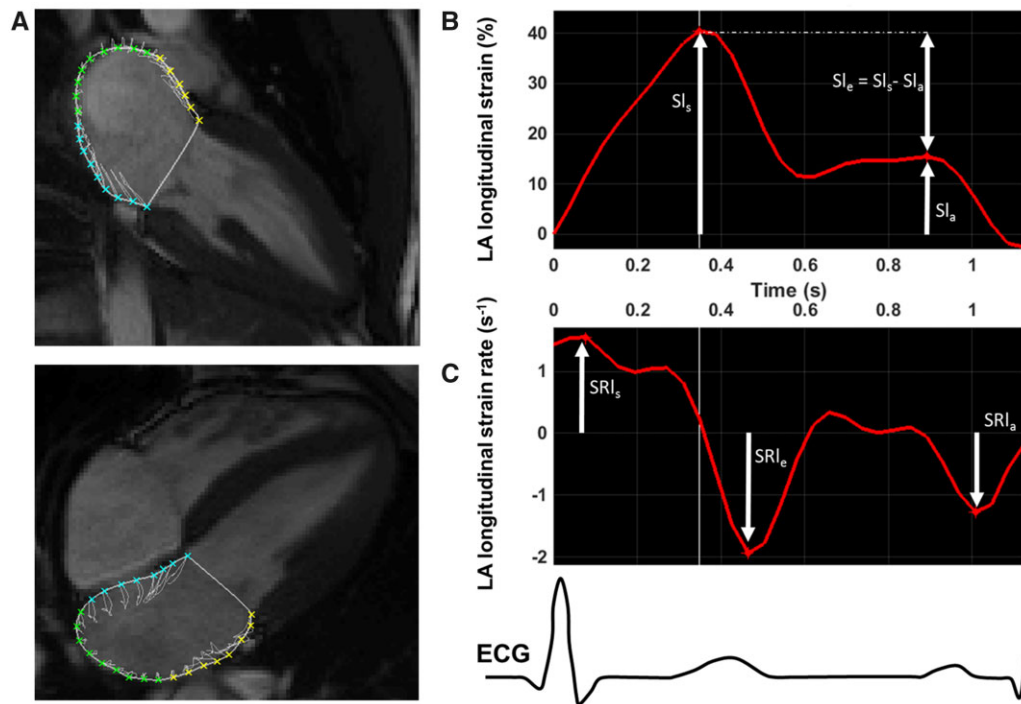 A
B
LA longitudinal strain (%)
40
30
20
10
0
Sl_s
Sl_e = Sl_s- Sl_a
Sl_a
0 0.2 0.4 0.6 0.8 1
Time (s)
0 0.2 0.4 0.6 0.8 1
C
LA longitudinal strain rate (s⁻¹)
1
0
-1
-2
SRl_s
SRl_e
SRl_a
ECG